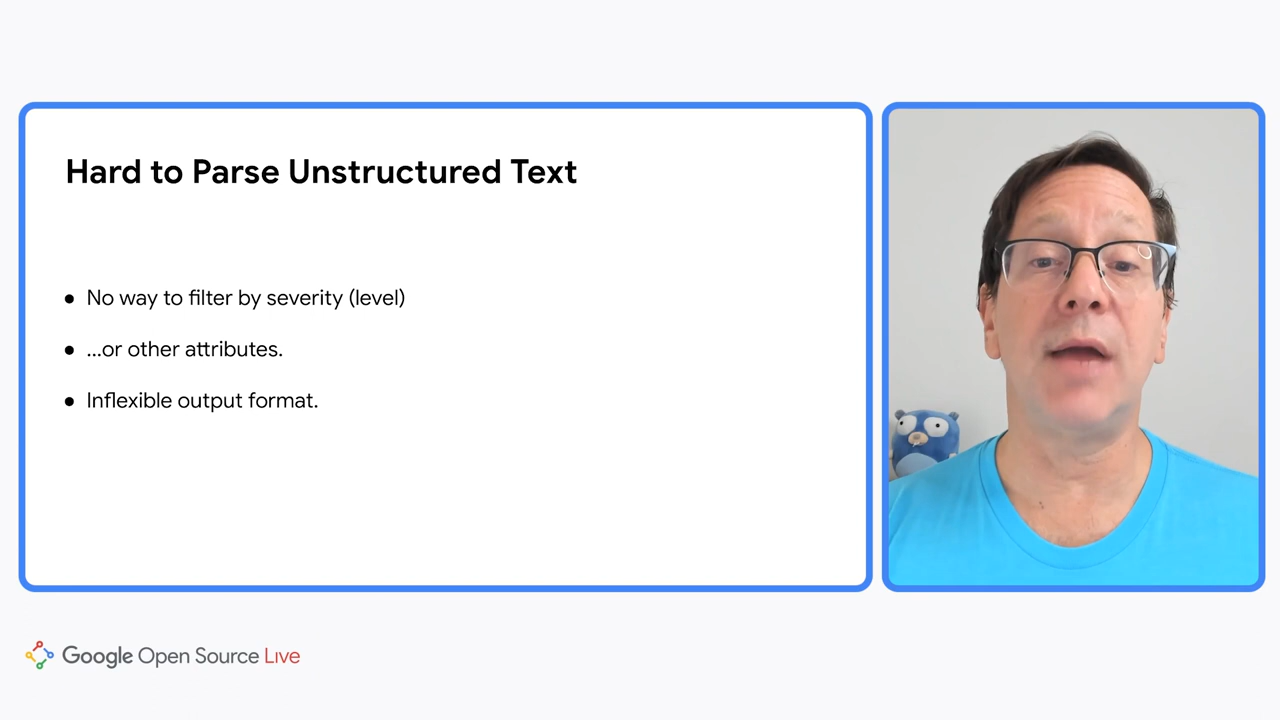 Hard to Parse Unstructured Text
● No way to filter by severity (level)
● ...or other attributes.
● Inflexible output format.
Google Open Source Live